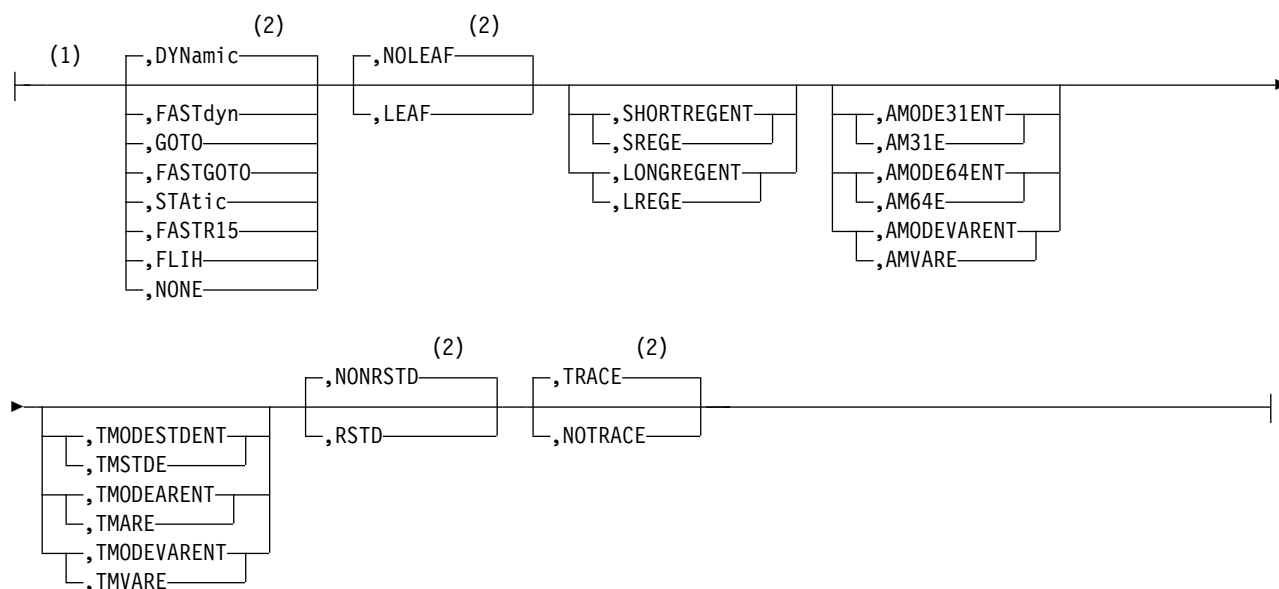 (2) (2)
(1) ,DYNamic ,NOLEAF
,FASTdyn ,LEAF ,SHORTREGENT ,AMODE31ENT
,GOTO ,SREGE ,AM31E
,FASTGOTO ,LONGREGENT ,AMODE64ENT
,STAtic ,LREGE ,AM64E
,FASTR15 ,AMODEVARENT
,FLIH ,AMVARE
,NONE
(2) (2)
,NONRSTD ,TRACE
,TMODESTDENT ,RSTD ,NOTRACE
,TMSTDE
,TMODEARENT
,TMARE
,TMODEVARENT
,TMVARE